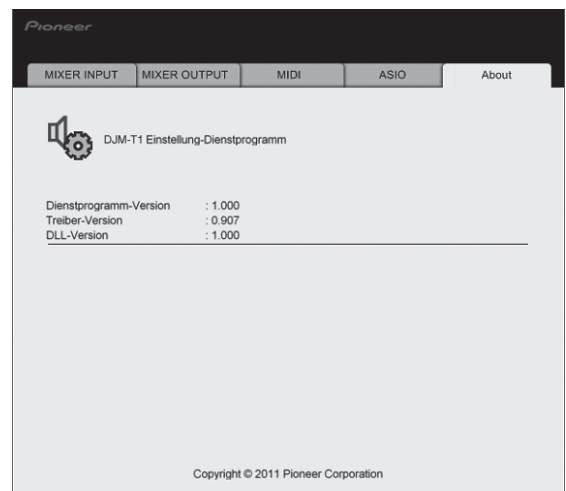 Pioneer
MIXER INPUT MIXER OUTPUT MIDI ASIO About
DJM-T1 Einstellung-Dienstprogramm
Dienstprogramm-Version : 1.000
Treiber-Version : 0.907
DLL-Version : 1.000
Copyright © 2011 Pioneer Corporation